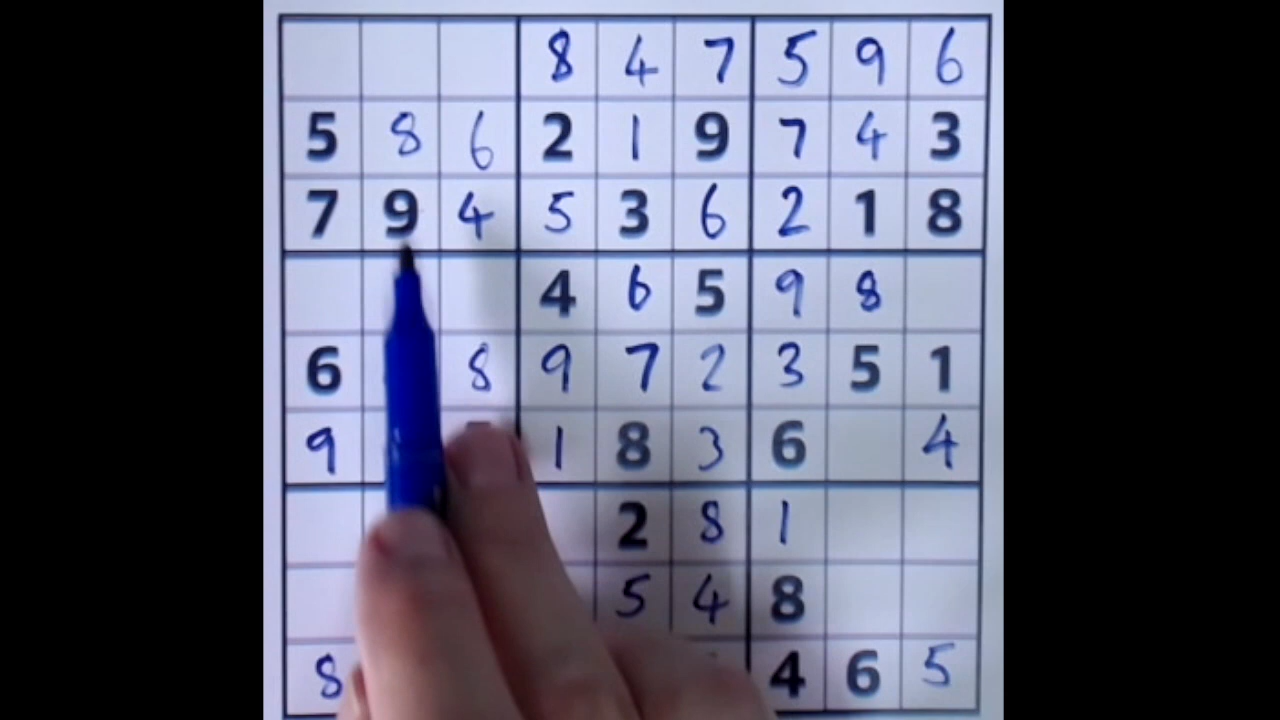 8 4 7 5 9 6
5 8 6 2 1 9 7 4 3
7 9 4 5 3 6 2 1 8
4 6 5 9 8
6 8 9 7 2 3 5 1
9 1 8 3 6 4
2 8 1
5 4 8
8 4 6 5